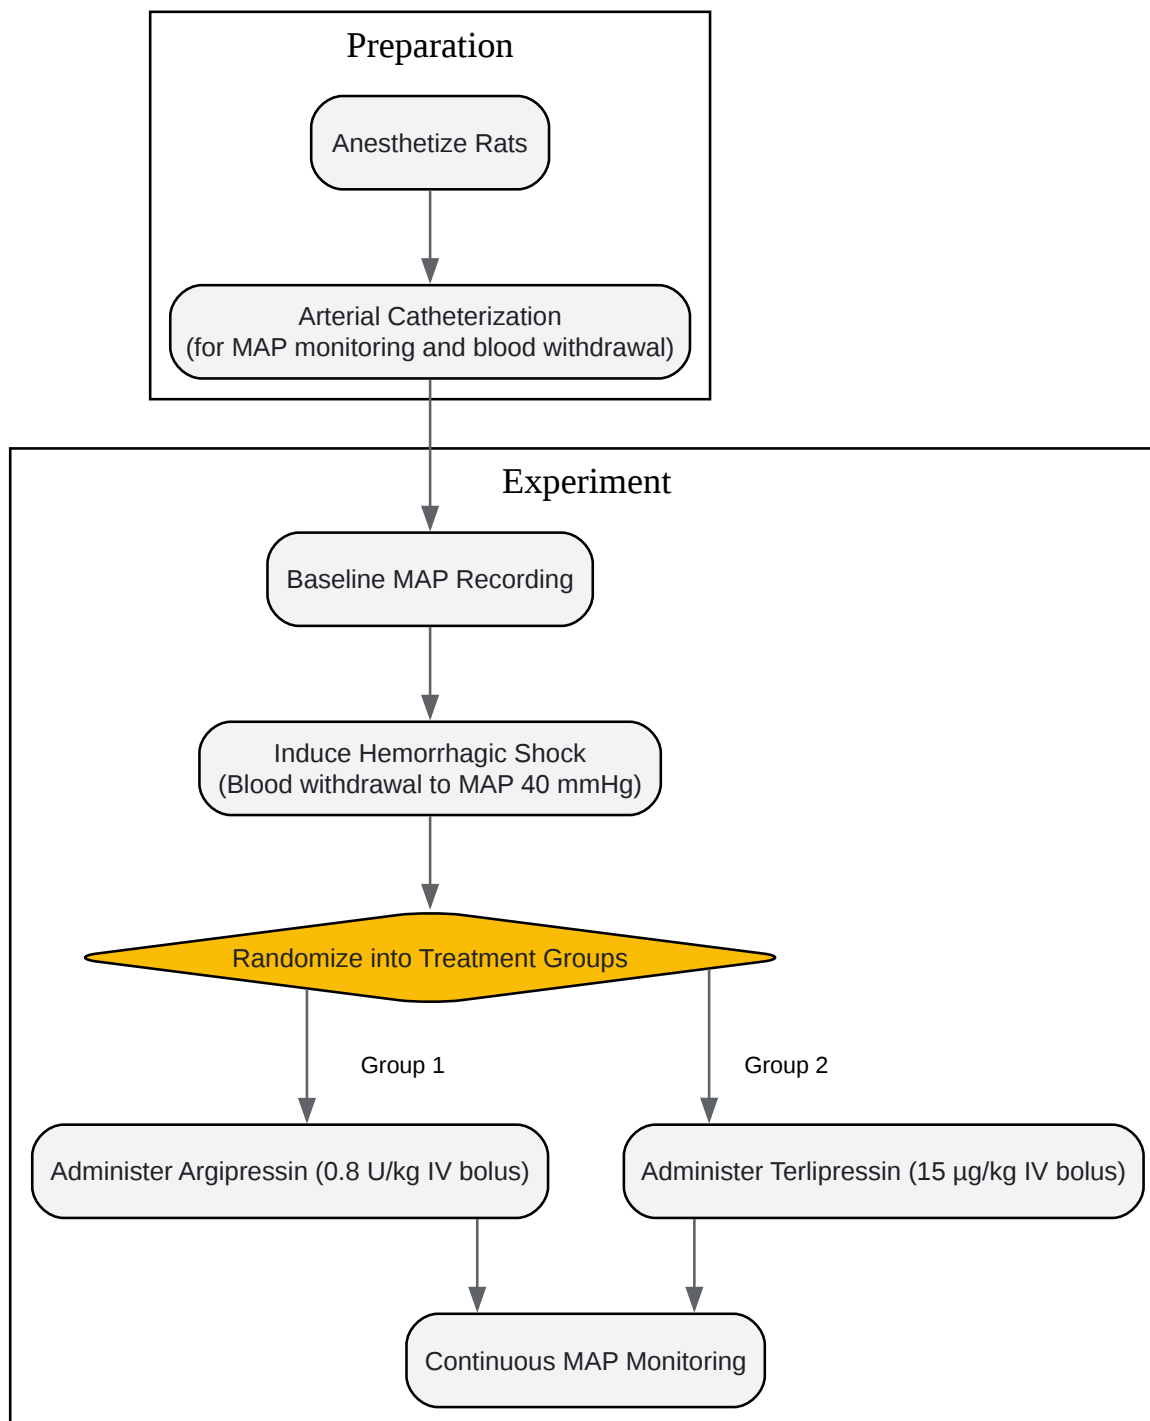 Preparation
Anesthetize Rats
Arterial Catheterization
(for MAP monitoring and blood withdrawal)
Experiment
Baseline MAP Recording
Induce Hemorrhagic Shock
(Blood withdrawal to MAP 40 mmHg)
Randomize into Treatment Groups
Group 1
Group 2
Administer Argipressin (0.8 U/kg IV bolus)
Administer Terlipressin (15 µg/kg IV bolus)
Continuous MAP Monitoring